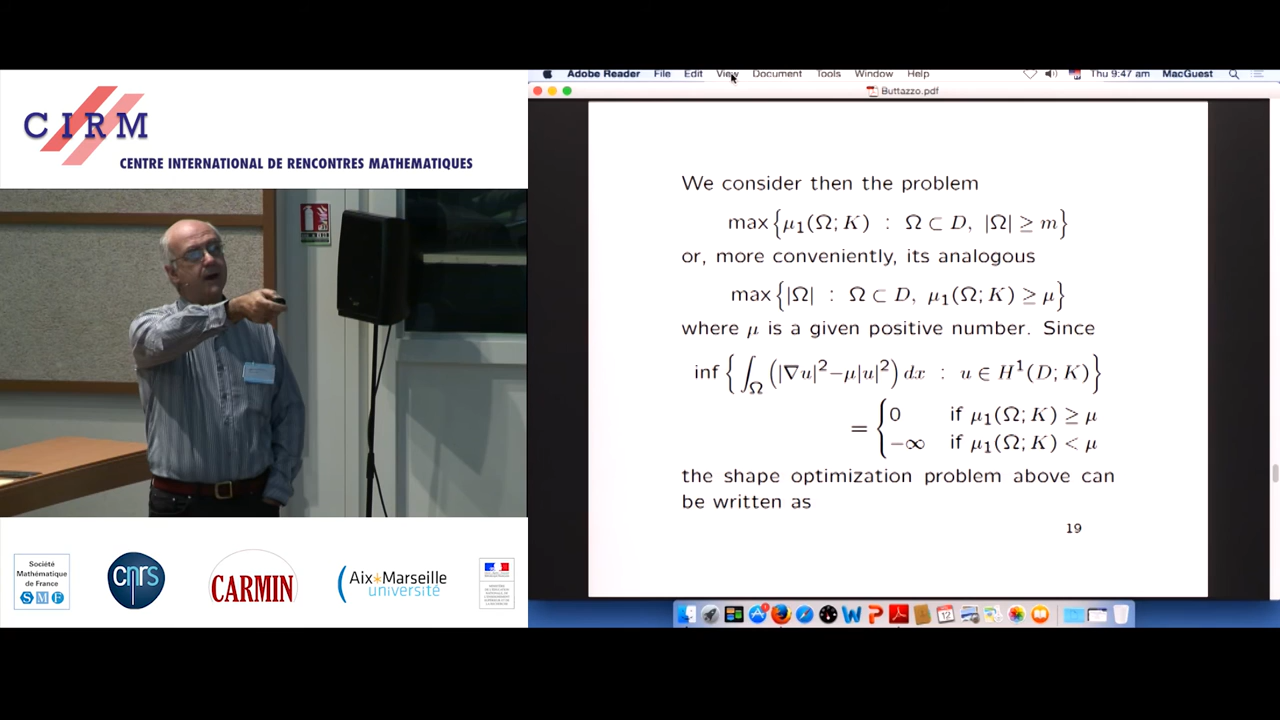 CIRM
CENTRE INTERNATIONAL DE RENCONTRES MATHEMATIQUES
Adobe Reader File Edit View Document Tools Window Help Thu 9:47 am MacGuest
Buttazzo.pdf
We consider then the problem
max{μ₁(Ω; K) : Ω ⊂ D, |Ω| ≥ m}
or, more conveniently, its analogous
max{|Ω| : Ω ⊂ D, μ₁(Ω; K) ≥ μ}
where μ is a given positive number. Since
inf { ∫_Ω (|∇u|²−μ|u|²) dx : u ∈ H¹(D; K)}
= { 0 if μ₁(Ω; K) ≥ μ
−∞ if μ₁(Ω; K) < μ
the shape optimization problem above can
be written as
19
Société
Mathématique
de France
SMF
cnrs
CARMIN
Aix*Marseille
université